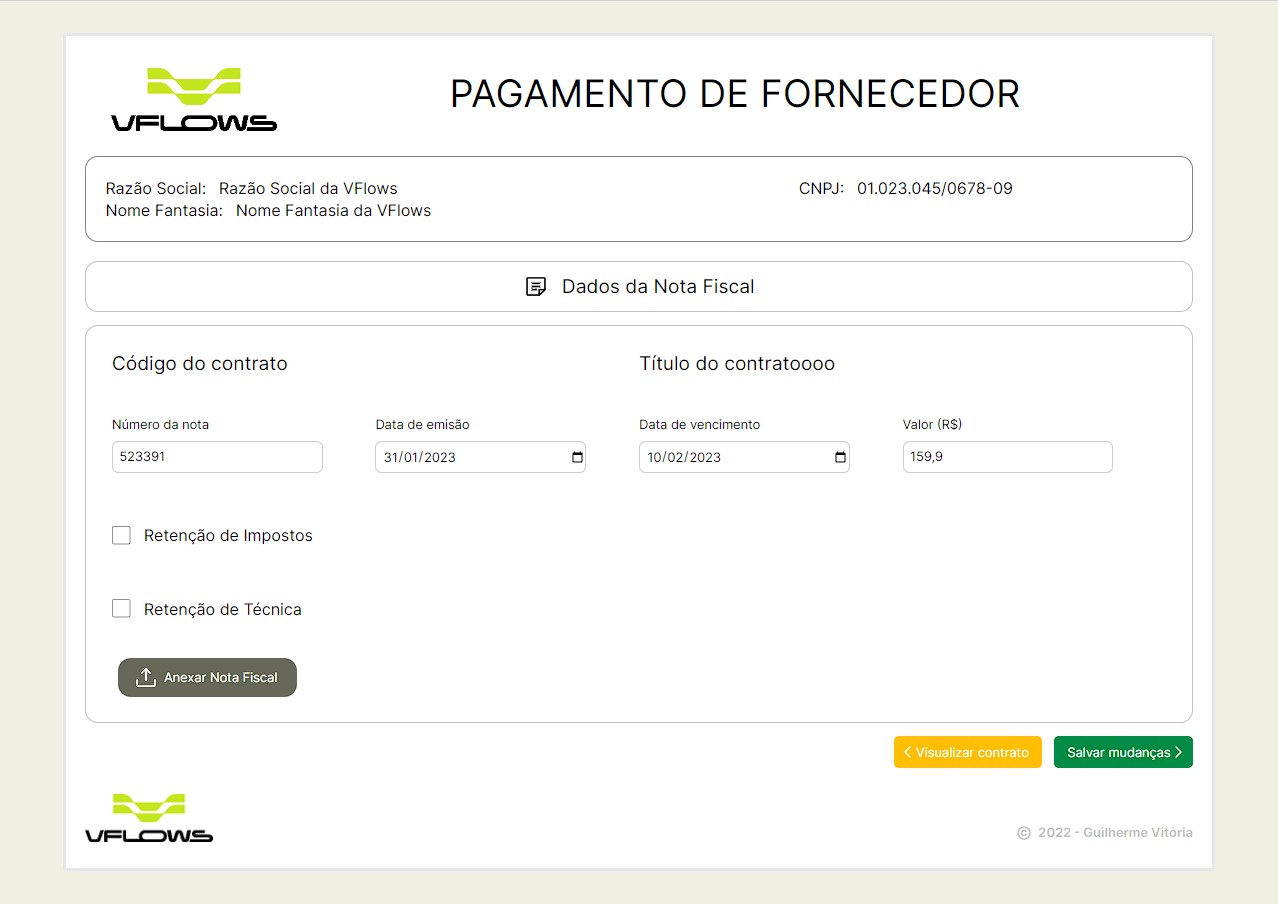 VFLOWS
PAGAMENTO DE FORNECEDOR
Razão Social: Razão Social da VFlows
CNPJ: 01.023.045/0678-09
Nome Fantasia: Nome Fantasia da VFlows
Dados da Nota Fiscal
Código do contrato
Título do contratoooo
Número da nota
Data de emisão
Data de vencimento
Valor (R$)
523391
31/01/2023
10/02/2023
159,9
Retenção de Impostos
Retenção de Técnica
Anexar Nota Fiscal
Visualizar contrato
Salvar mudanças
VFLOWS
© 2022 - Guilherme Vitória